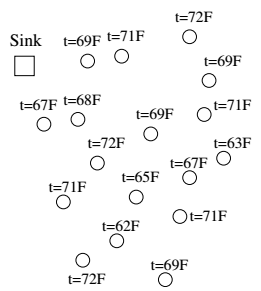 t=72F
Sink
t=69F t=71F
t=69F
t=67F t=68F
t=71F
t=69F
t=72F
t=63F
t=67F
t=65F
t=71F
t=71F
t=62F
t=72F
t=69F